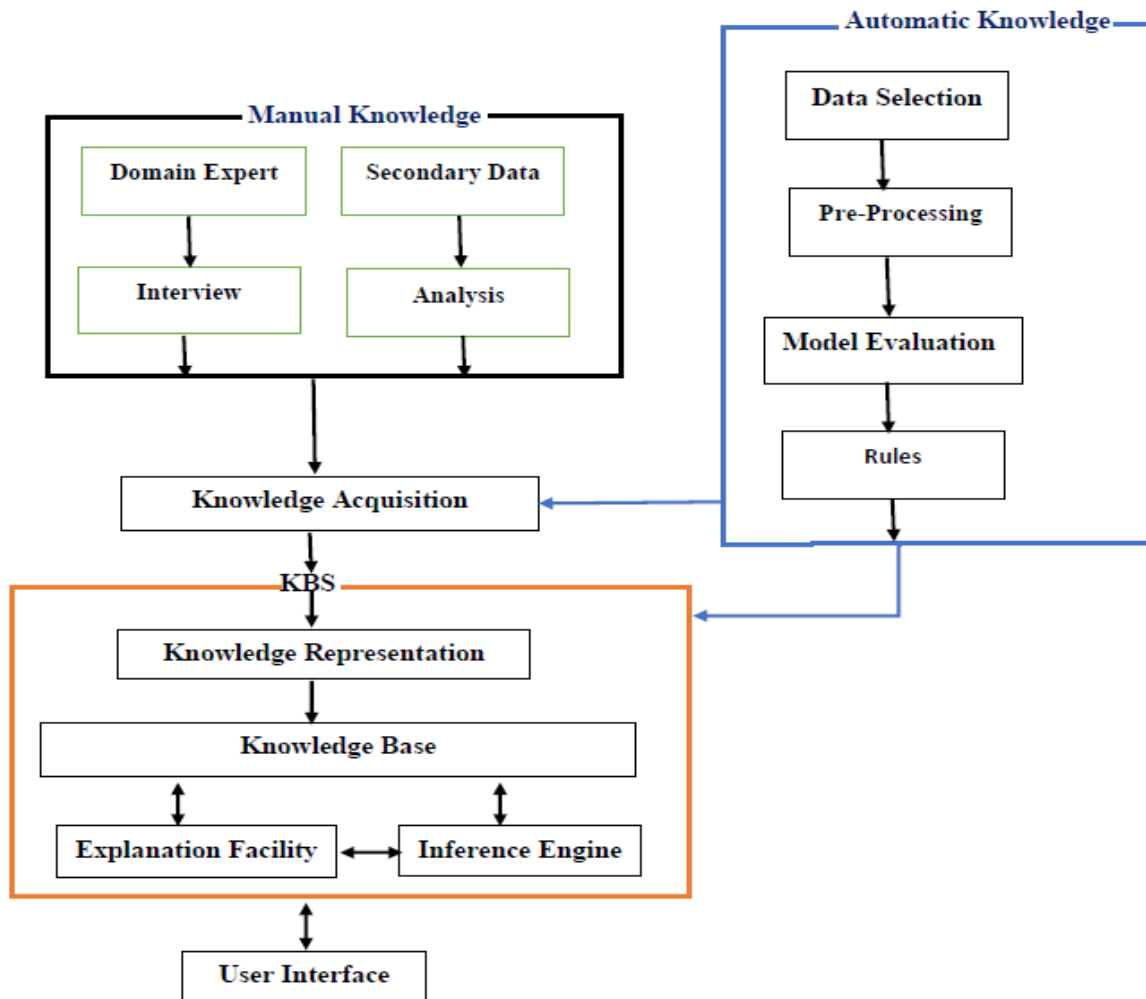 Automatic Knowledge
Data Selection
Pre-Processing
Model Evaluation
Rules
Manual Knowledge
Domain Expert
Secondary Data
Interview
Analysis
Knowledge Acquisition
KBS
Knowledge Representation
Knowledge Base
Explanation Facility
Inference Engine
User Interface